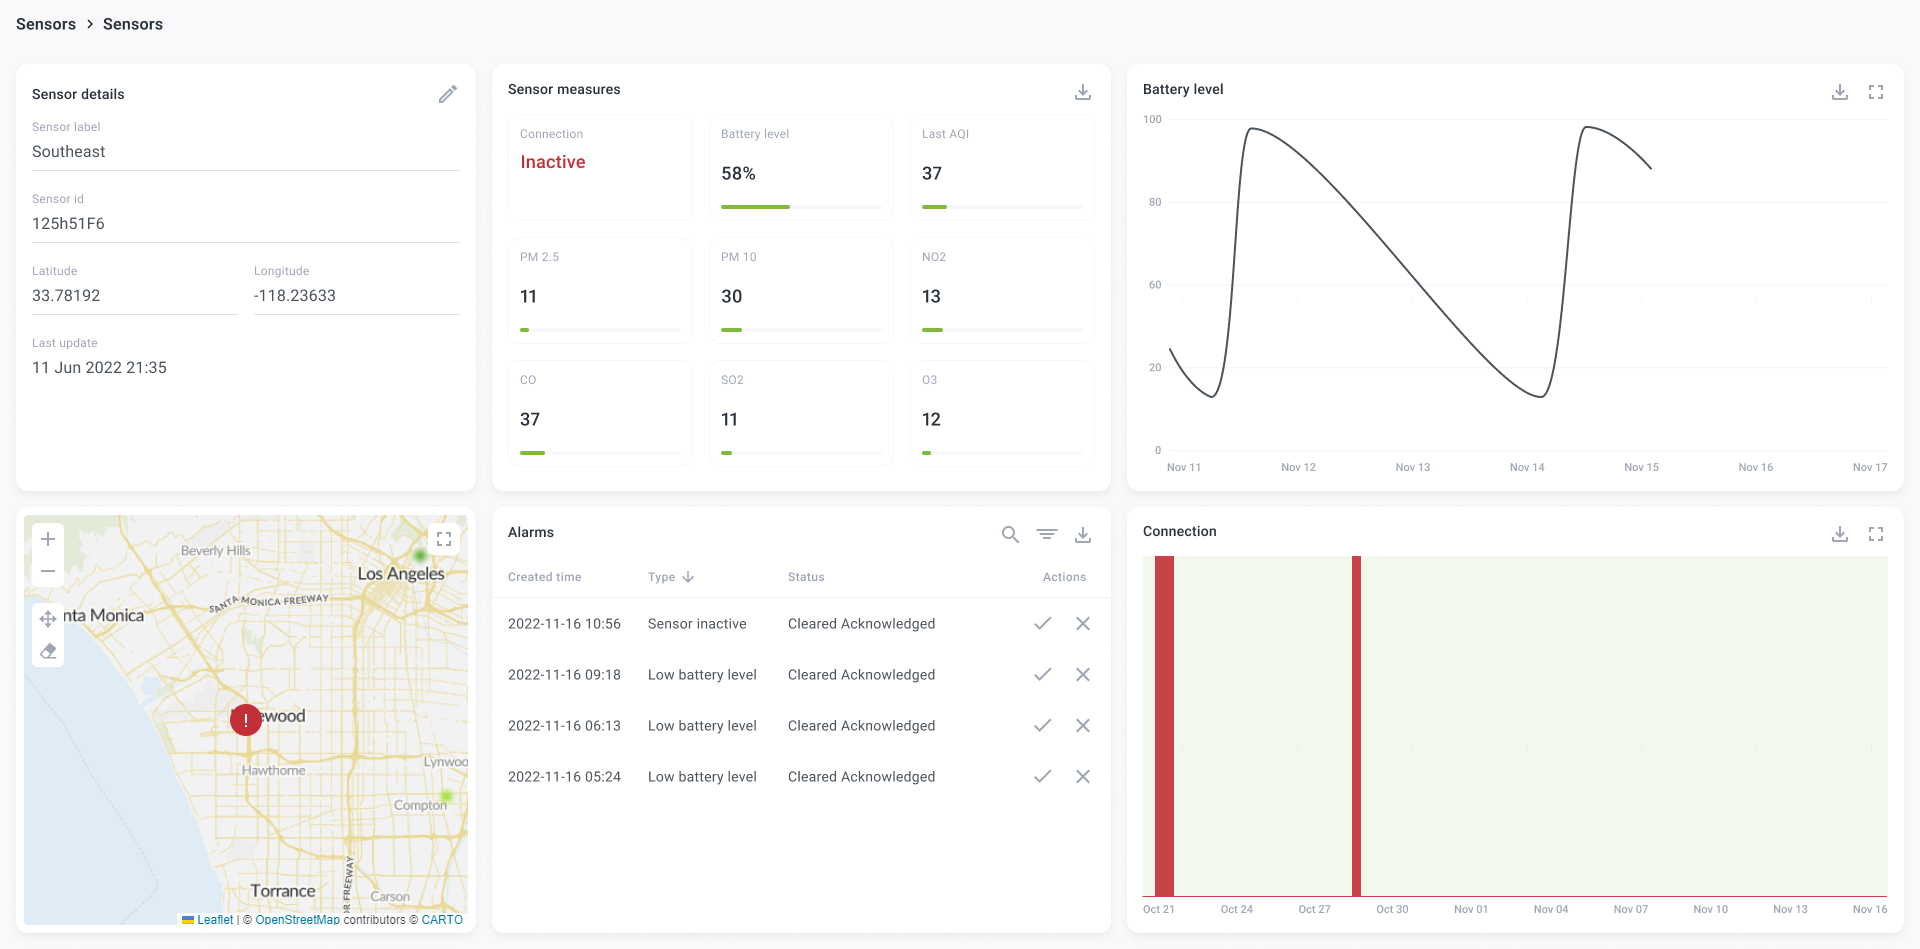 Sensors > Sensors
Sensor details
Sensor label
Southeast
Sensor id
125h51F6
Latitude Longitude
33.78192 -118.23633
Last update
11 Jun 2022 21:35
Sensor measures
Connection Battery level Last AQI
Inactive 58% 37
PM 2.5 PM 10 NO2
11 30 13
CO SO2 O3
37 11 12
Battery level
100
80
60
20
0
Nov 11 Nov 12 Nov 13 Nov 14 Nov 15 Nov 16 Nov 17
Beverly Hills
Los Angeles
SANTA MONICA FREEWAY
nta Monica
!
ewood
Hawthorne
Lynwoo
Compton
OR FREEWAY
Torrance
Carson
Leaflet | © OpenStreetMap contributors © CARTO
Alarms
Created time Type Status Actions
2022-11-16 10:56 Sensor inactive Cleared Acknowledged
2022-11-16 09:18 Low battery level Cleared Acknowledged
2022-11-16 06:13 Low battery level Cleared Acknowledged
2022-11-16 05:24 Low battery level Cleared Acknowledged
Connection
Oct 21 Oct 24 Oct 27 Oct 30 Nov 01 Nov 04 Nov 07 Nov 10 Nov 13 Nov 16